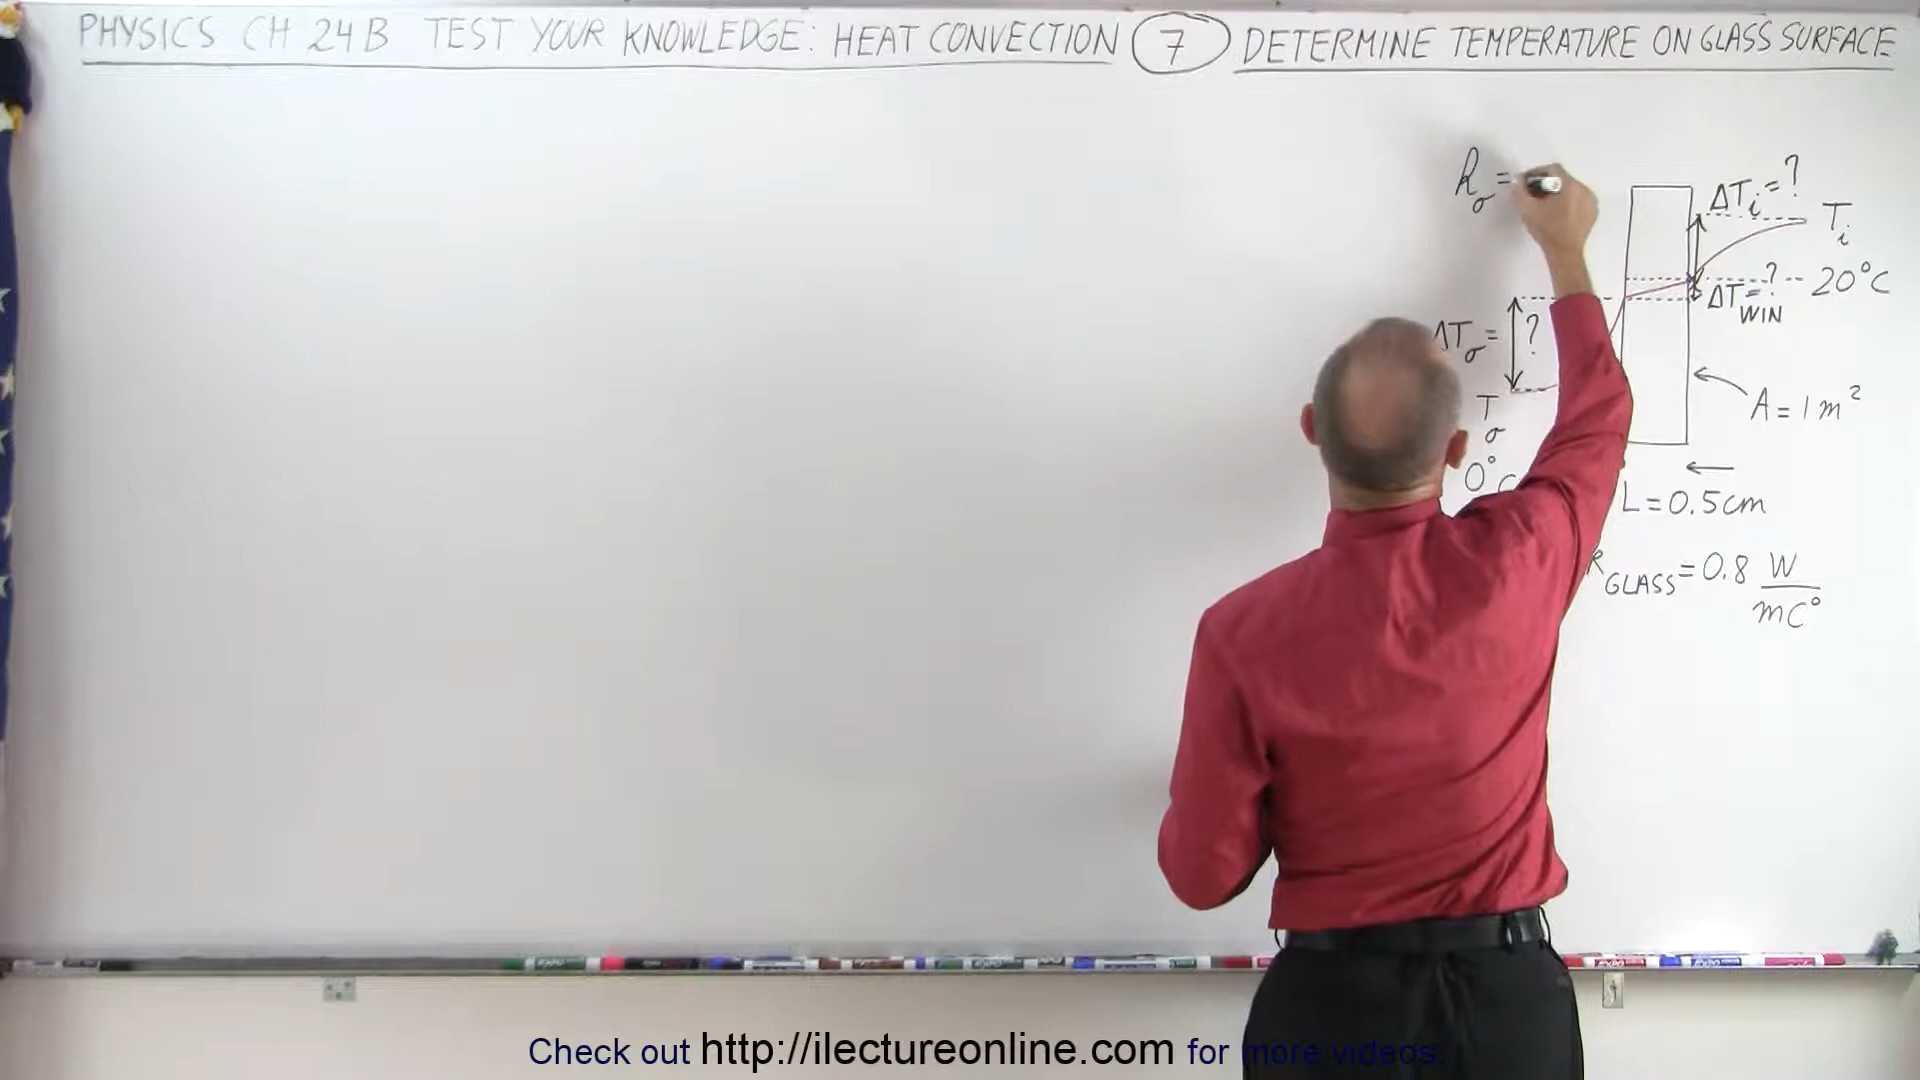 PHYSICS CH 24B TEST YOUR KNOWLEDGE: HEAT CONVECTION 7 DETERMINE TEMPERATURE ON GLASS SURFACE
h_o =
ΔT_i = ?
T_i
20°C
ΔT_WIN = ?
ΔT_o = ?
T_o
0°C
A = 1 m²
L = 0.5 cm
GLASS = 0.8 W/mC°
Check out http://ilectureonline.com for more videos.